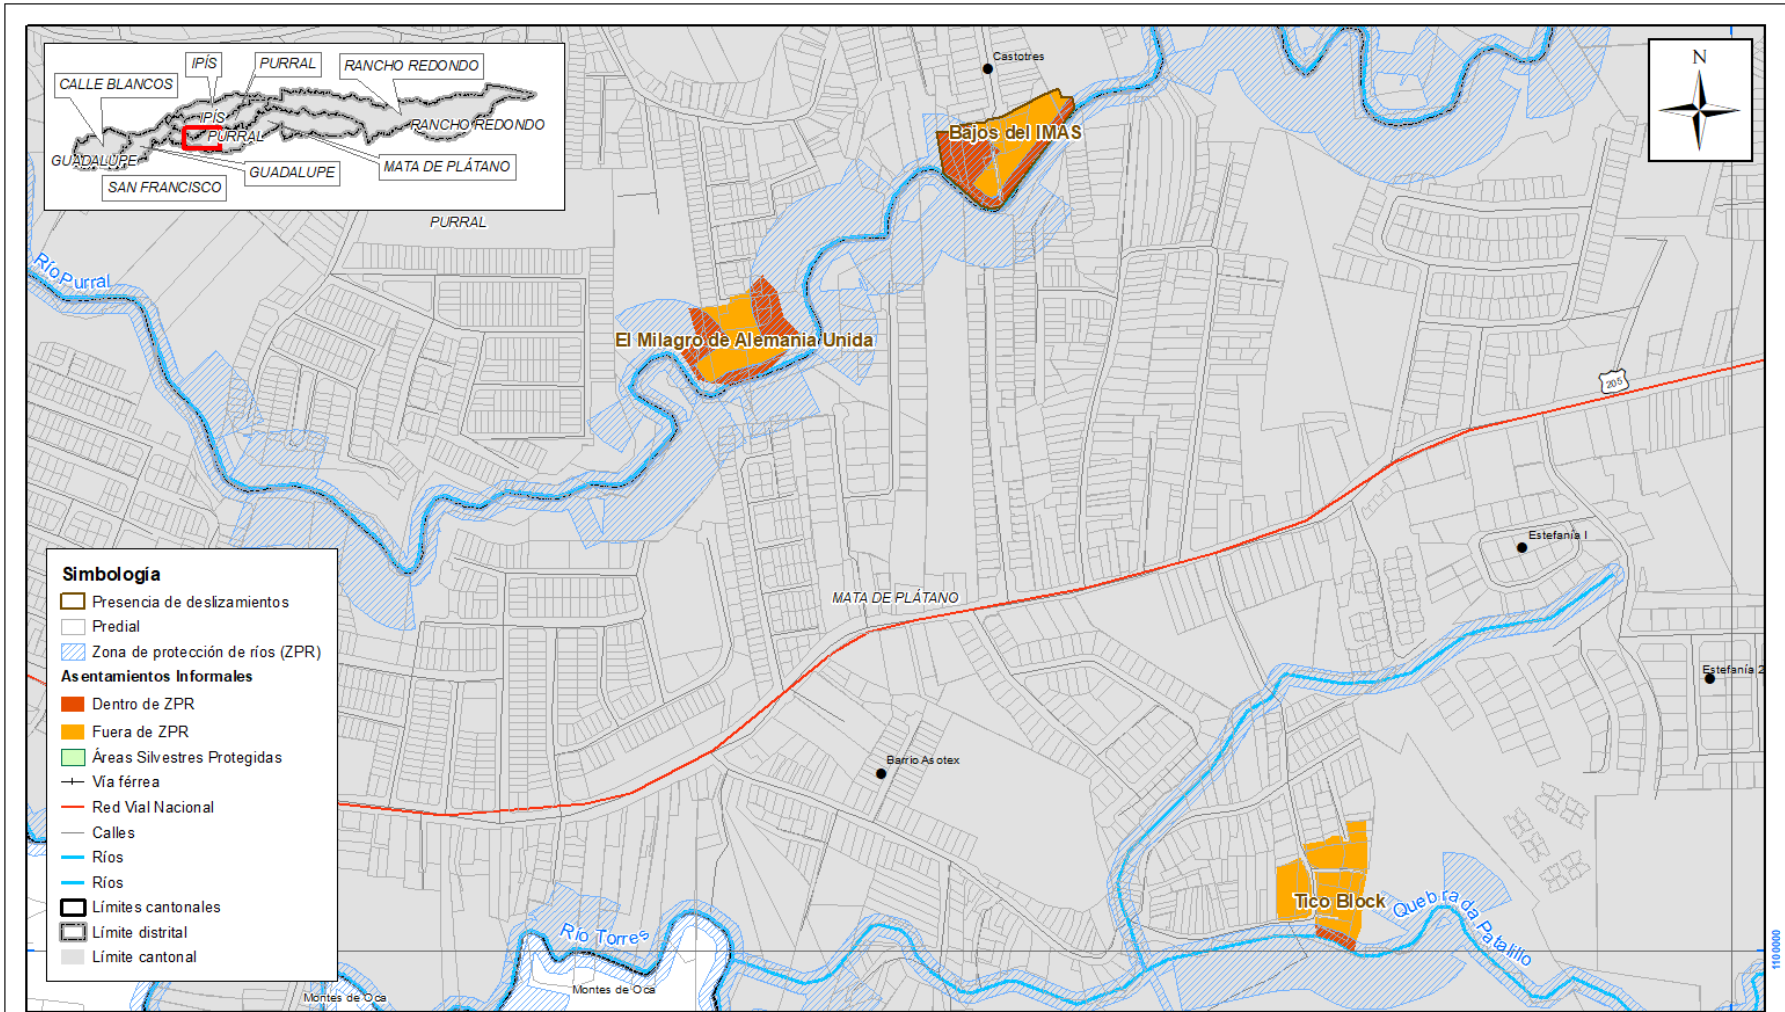 IPÍS
PURRAL
RANCHO REDONDO
CALLE BLANCOS
IPÍS
PURRAL
RANCHO REDONDO
GUADALUPE
GUADALUPE
MATA DE PLÁTANO
SAN FRANCISCO
N
Castotres
Bajos del IMAS
PURRAL
Río Purral
El Milagro de Alemania Unida
205
Estefanía I
MATA DE PLÁTANO
Estefanía 2
Barrio Asotex
Tico Block
Quebrada Patalillo
Río Torres
Montes de Oca
Montes de Oca
1100000
Simbología
Presencia de deslizamientos
Predial
Zona de protección de ríos (ZPR)
Asentamientos Informales
Dentro de ZPR
Fuera de ZPR
Áreas Silvestres Protegidas
Vía férrea
Red Vial Nacional
Calles
Ríos
Ríos
Límites cantonales
Límite distrital
Límite cantonal